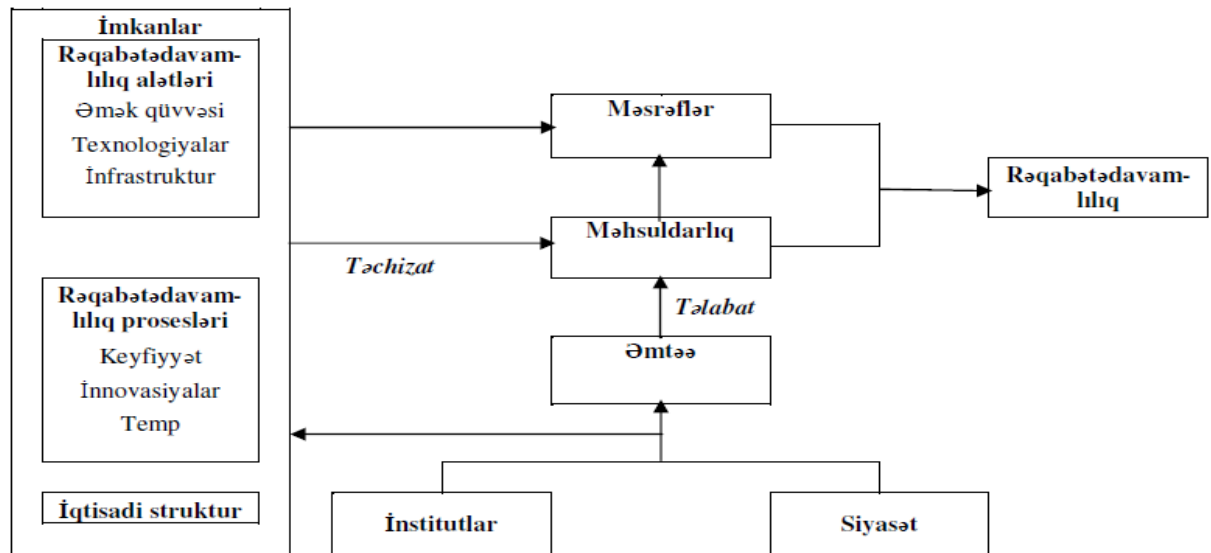 İmkanlar
Rəqabətədavam-
lılıq alətləri
Əmək qüvvəsi
Texnologiyalar
İnfrastruktur
Rəqabətədavam-
lılıq prosesləri
Keyfiyyət
İnnovasiyalar
Temp
İqtisadi struktur
Məsrəflər
Məhsuldarlıq
Təchizat
Təlabat
Əmtəə
İnstitutlar
Siyasət
Rəqabətədavam-
lılıq